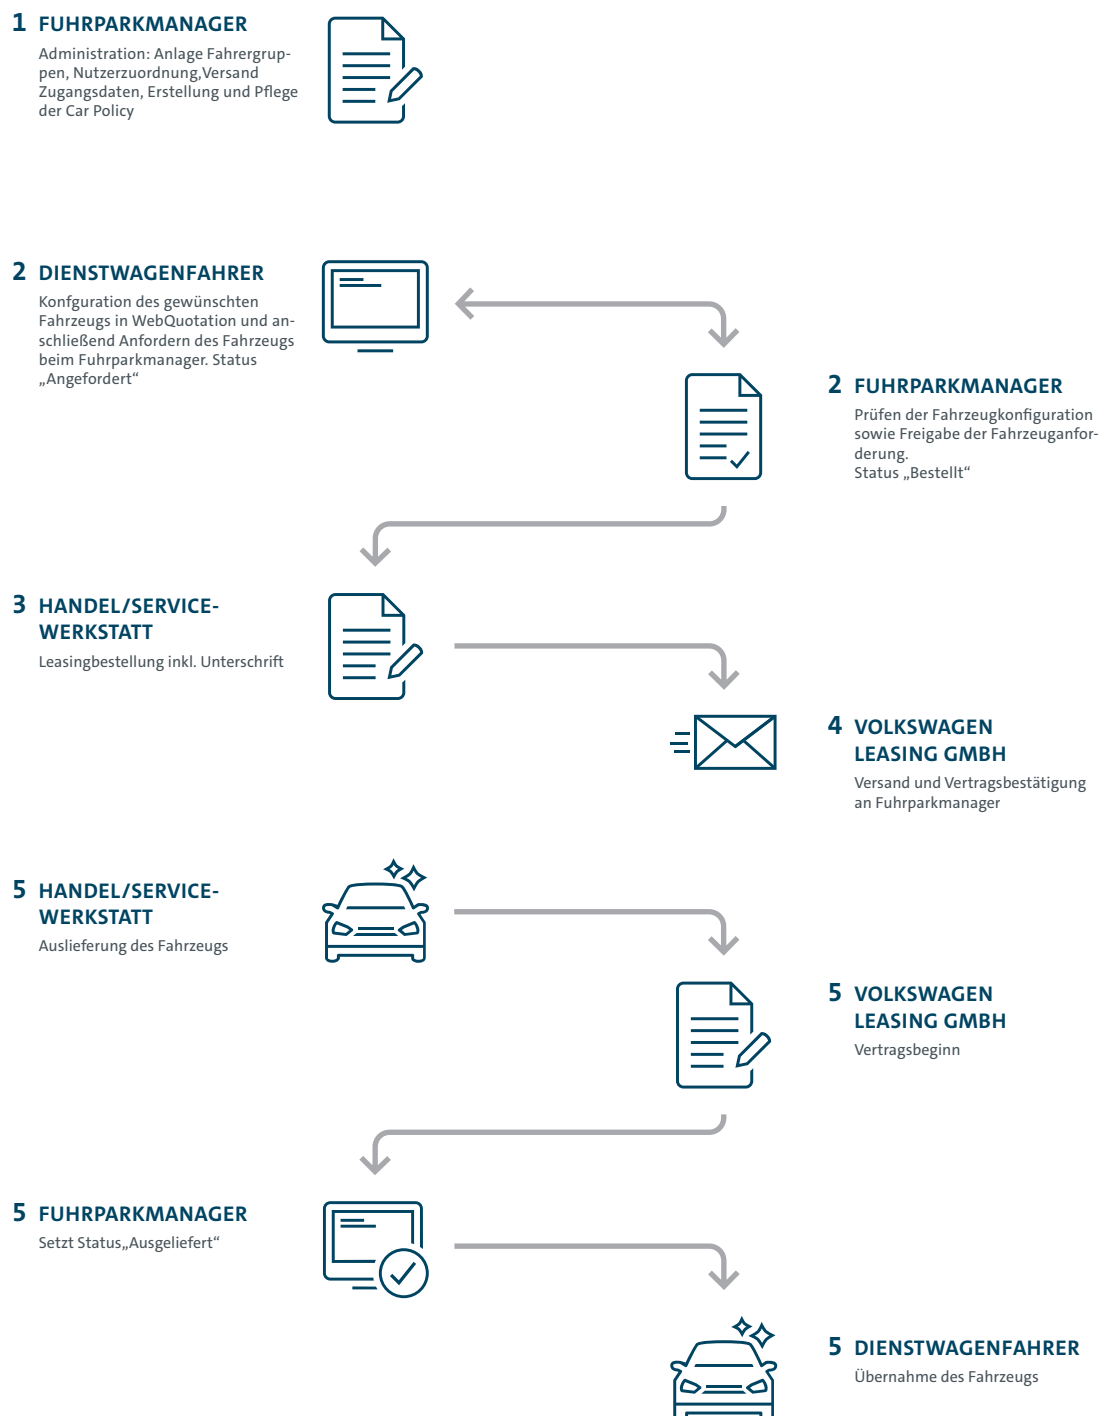 1 FUHRPARKMANAGER
Administration: Anlage Fahrergrup-
pen, Nutzerzuordnung,Versand
Zugangsdaten, Erstellung und Pflege
der Car Policy
2 DIENSTWAGENFAHRER
Konfguration des gewünschten
Fahrzeugs in WebQuotation und an-
schließend Anfordern des Fahrzeugs
beim Fuhrparkmanager. Status
„Angefordert“
2 FUHRPARKMANAGER
Prüfen der Fahrzeugkonfiguration
sowie Freigabe der Fahrzeuganfor-
derung.
Status „Bestellt“
3 HANDEL/SERVICE-
WERKSTATT
Leasingbestellung inkl. Unterschrift
4 VOLKSWAGEN
LEASING GMBH
Versand und Vertragsbestätigung
an Fuhrparkmanager
5 HANDEL/SERVICE-
WERKSTATT
Auslieferung des Fahrzeugs
5 VOLKSWAGEN
LEASING GMBH
Vertragsbeginn
5 FUHRPARKMANAGER
Setzt Status„Ausgeliefert“
5 DIENSTWAGENFAHRER
Übernahme des Fahrzeugs